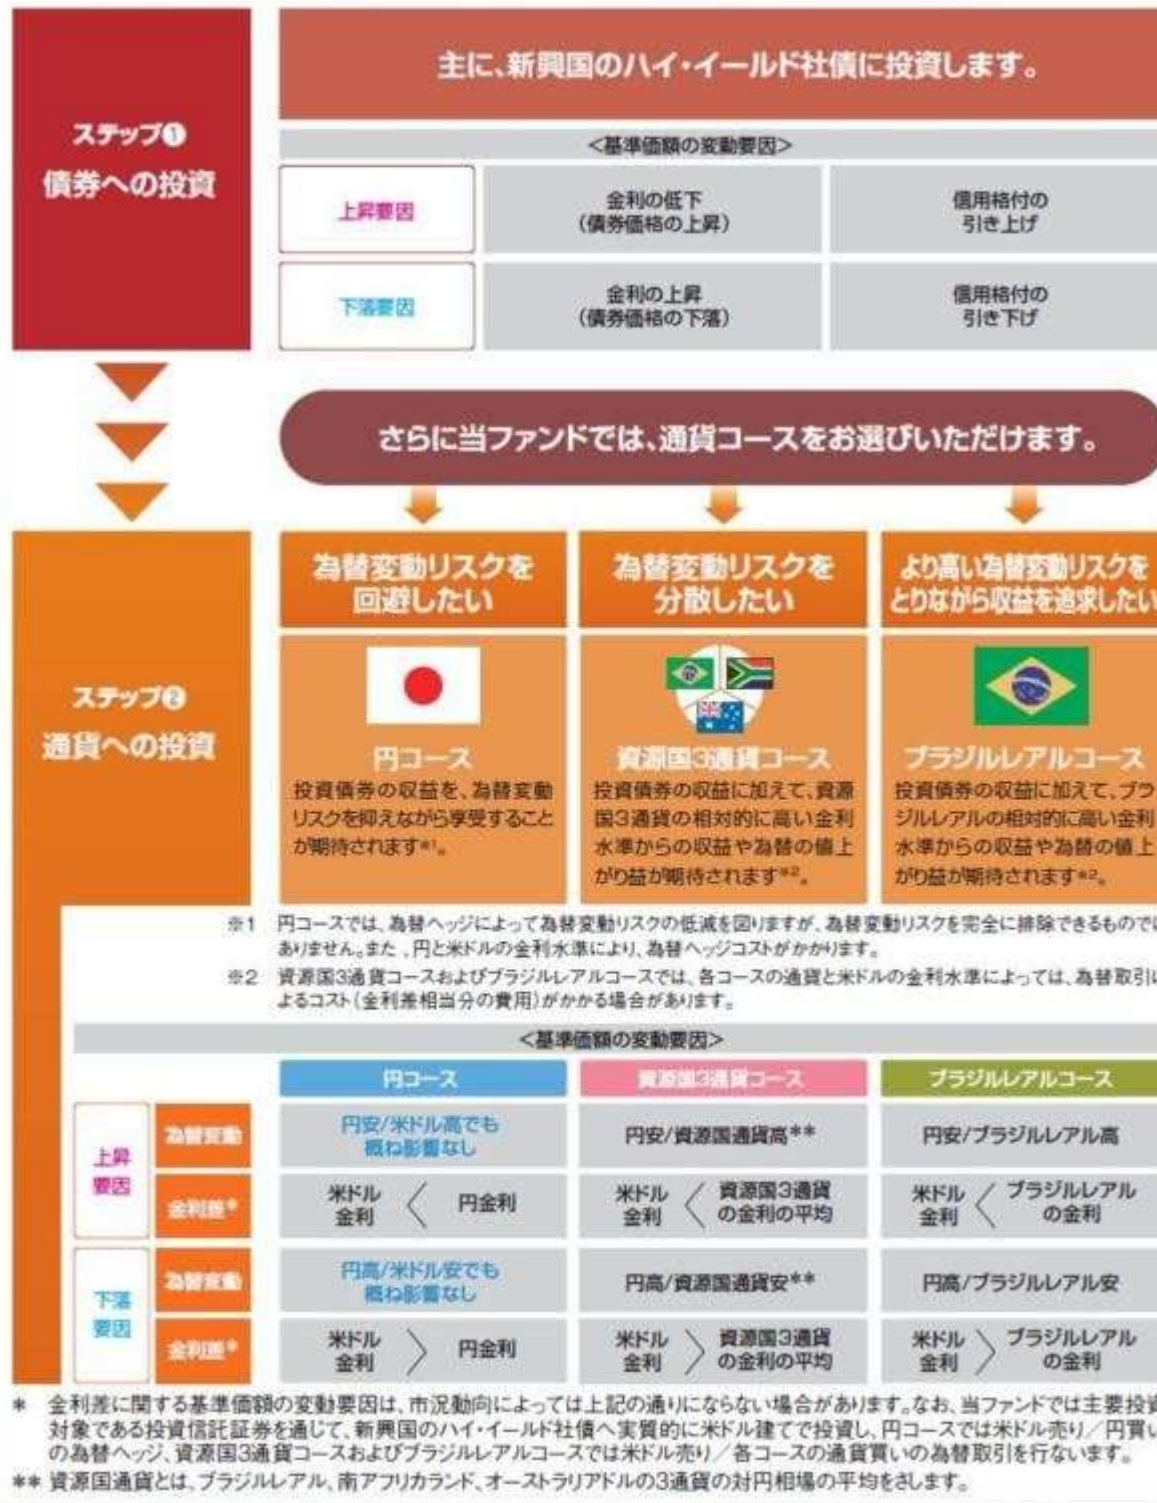 主に、新興国のハイ・イールド社債に投資します。
ステップ❶
債券への投資
<基準価額の変動要因>
上昇要因
金利の低下
(債券価格の上昇)
信用格付の
引き上げ
下落要因
金利の上昇
(債券価格の下落)
信用格付の
引き下げ
さらに当ファンドでは、通貨コースをお選びいただけます。
ステップ❷
通貨への投資
為替変動リスクを
回避したい
円コース
投資債券の収益を、為替変動
リスクを抑えながら享受すること
が期待されます※1。
為替変動リスクを
分散したい
資源国3通貨コース
投資債券の収益に加えて、資源
国3通貨の相対的に高い金利
水準からの収益や為替の値上
がり益が期待されます※2。
より高い為替変動リスクを
とりながら収益を追求したい
ブラジルレアルコース
投資債券の収益に加えて、ブラ
ジルレアルの相対的に高い金利
水準からの収益や為替の値上
がり益が期待されます※2。
※1 円コースでは、為替ヘッジによって為替変動リスクの低減を図りますが、為替変動リスクを完全に排除できるものでは
ありません。また、円と米ドルの金利水準により、為替ヘッジコストがかかります。
※2 資源国3通貨コースおよびブラジルレアルコースでは、各コースの通貨と米ドルの金利水準によっては、為替取引に
よるコスト(金利差相当分の費用)がかかる場合があります。
<基準価額の変動要因>
円コース
資源国3通貨コース
ブラジルレアルコース
上昇
要因
為替変動
円安/米ドル高でも
概ね影響なし
円安/資源国通貨高**
円安/ブラジルレアル高
金利差*
米ドル
金利
<
円金利
米ドル
金利
<
資源国3通貨
の金利の平均
米ドル
金利
<
ブラジルレアル
の金利
下落
要因
為替変動
円高/米ドル安でも
概ね影響なし
円高/資源国通貨安**
円高/ブラジルレアル安
金利差*
米ドル
金利
>
円金利
米ドル
金利
>
資源国3通貨
の金利の平均
米ドル
金利
>
ブラジルレアル
の金利
* 金利差に関する基準価額の変動要因は、市況動向によっては上記の通りにならない場合があります。なお、当ファンドでは主要投資
対象である投資信託証券を通じて、新興国のハイ・イールド社債へ実質的に米ドル建てで投資し、円コースでは米ドル売り/円買い
の為替ヘッジ、資源国3通貨コースおよびブラジルレアルコースでは米ドル売り/各コースの通貨買いの為替取引を行ないます。
** 資源国通貨とは、ブラジルレアル、南アフリカランド、オーストラリアドルの3通貨の対円相場の平均をさします。